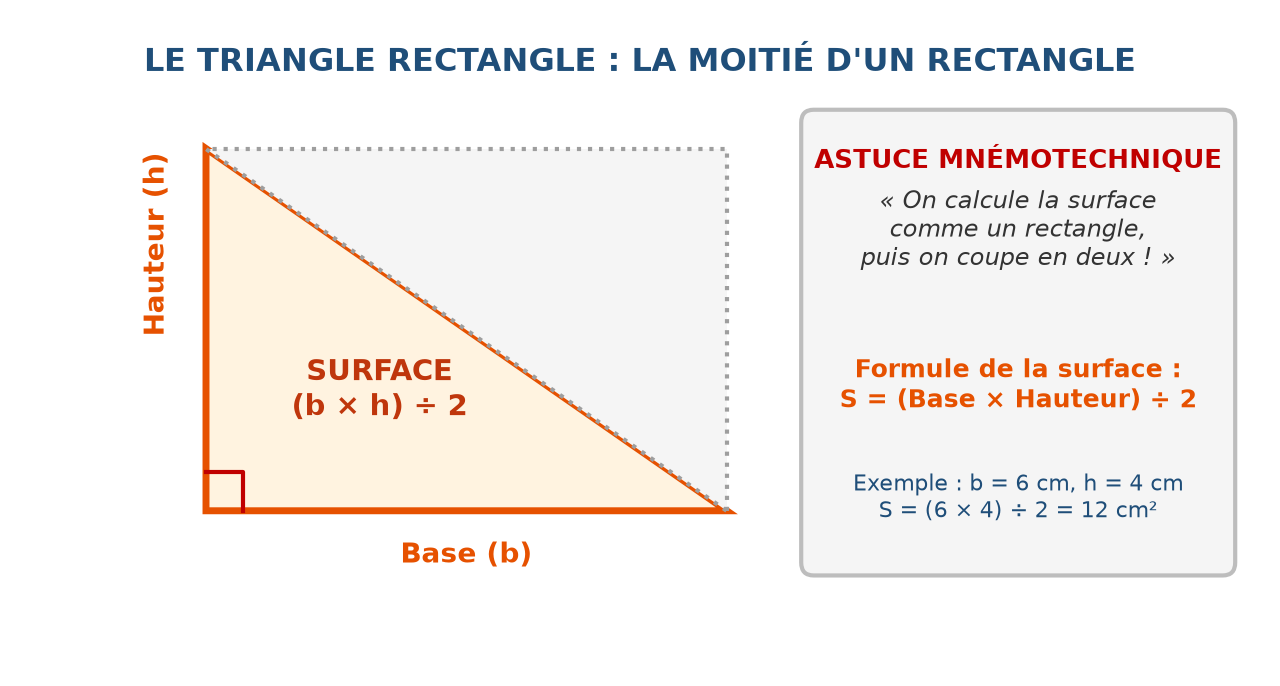 LE TRIANGLE RECTANGLE : LA MOITIÉ D'UN RECTANGLE
Hauteur (h)
SURFACE
(b × h) ÷ 2
Base (b)
ASTUCE MNÉMOTECHNIQUE
« On calcule la surface
comme un rectangle,
puis on coupe en deux ! »
Formule de la surface :
S = (Base × Hauteur) ÷ 2
Exemple : b = 6 cm, h = 4 cm
S = (6 × 4) ÷ 2 = 12 cm²